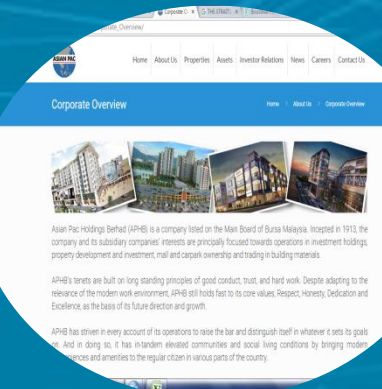 Corporate O
G THE STRATE
orporate_Overview/
ASIAN PAC
Home About Us Properties Assets Investor Relations News Careers Contact Us
Corporate Overview
Home About Us Corporate Overview
Asian Pac Holdings Berhad (APHB) is a company listed on the Main Board of Bursa Malaysia. Incepted in 1913, the
company and its subsidiary companies' interests are principally focused towards operations in investment holdings,
property development and investment, mall and carpark ownership and trading in building materials.
APHB's tenets are built on long standing principles of good conduct, trust, and hard work. Despite adapting to the
relevance of the modern work environment, APHB still holds fast to its core values; Respect, Honesty, Dedication and
Excellence, as the basis of its future direction and growth.
APHB has striven in every account of its operations to raise the bar and distinguish itself in whatever it sets its goals
on. And in doing so, it has in-tandem elevated communities and social living conditions by bringing modern
and amenities to the regular citizen in various parts of the country.